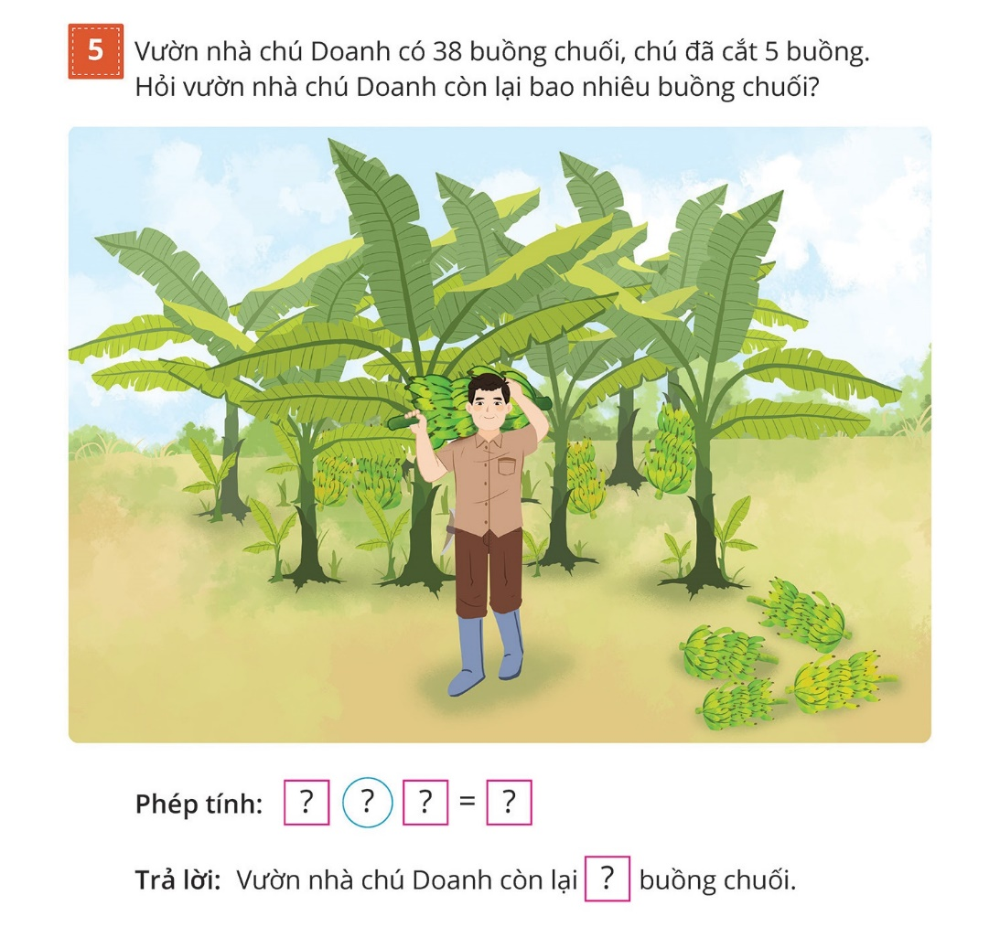 5
Vườn nhà chú Doanh có 38 buồng chuối, chú đã cắt 5 buồng.
Hỏi vườn nhà chú Doanh còn lại bao nhiêu buồng chuối?
Phép tính: ? ? ? = ?
Trả lời: Vườn nhà chú Doanh còn lại ? buồng chuối.